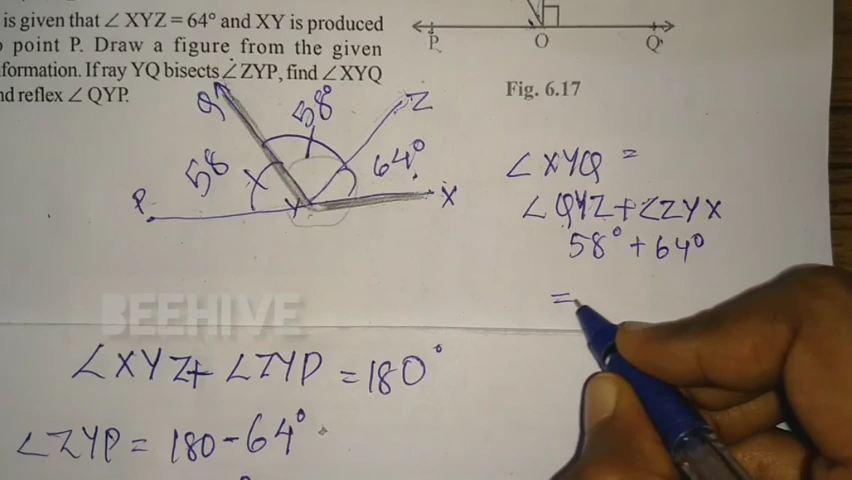 is given that ∠ XYZ = 64° and XY is produced
point P. Draw a figure from the given
formation. If ray YQ bisects ∠ZYP, find ∠XYQ
nd reflex ∠ QYP.
P O Q
Fig. 6.17
Q 58° Z
58 64°
P Y X
∠XYQ =
∠QYZ+∠ZYX
58°+64°
=
BEEHIVE
∠XYZ+ ∠ZYP =180°
∠ZYP = 180-64°